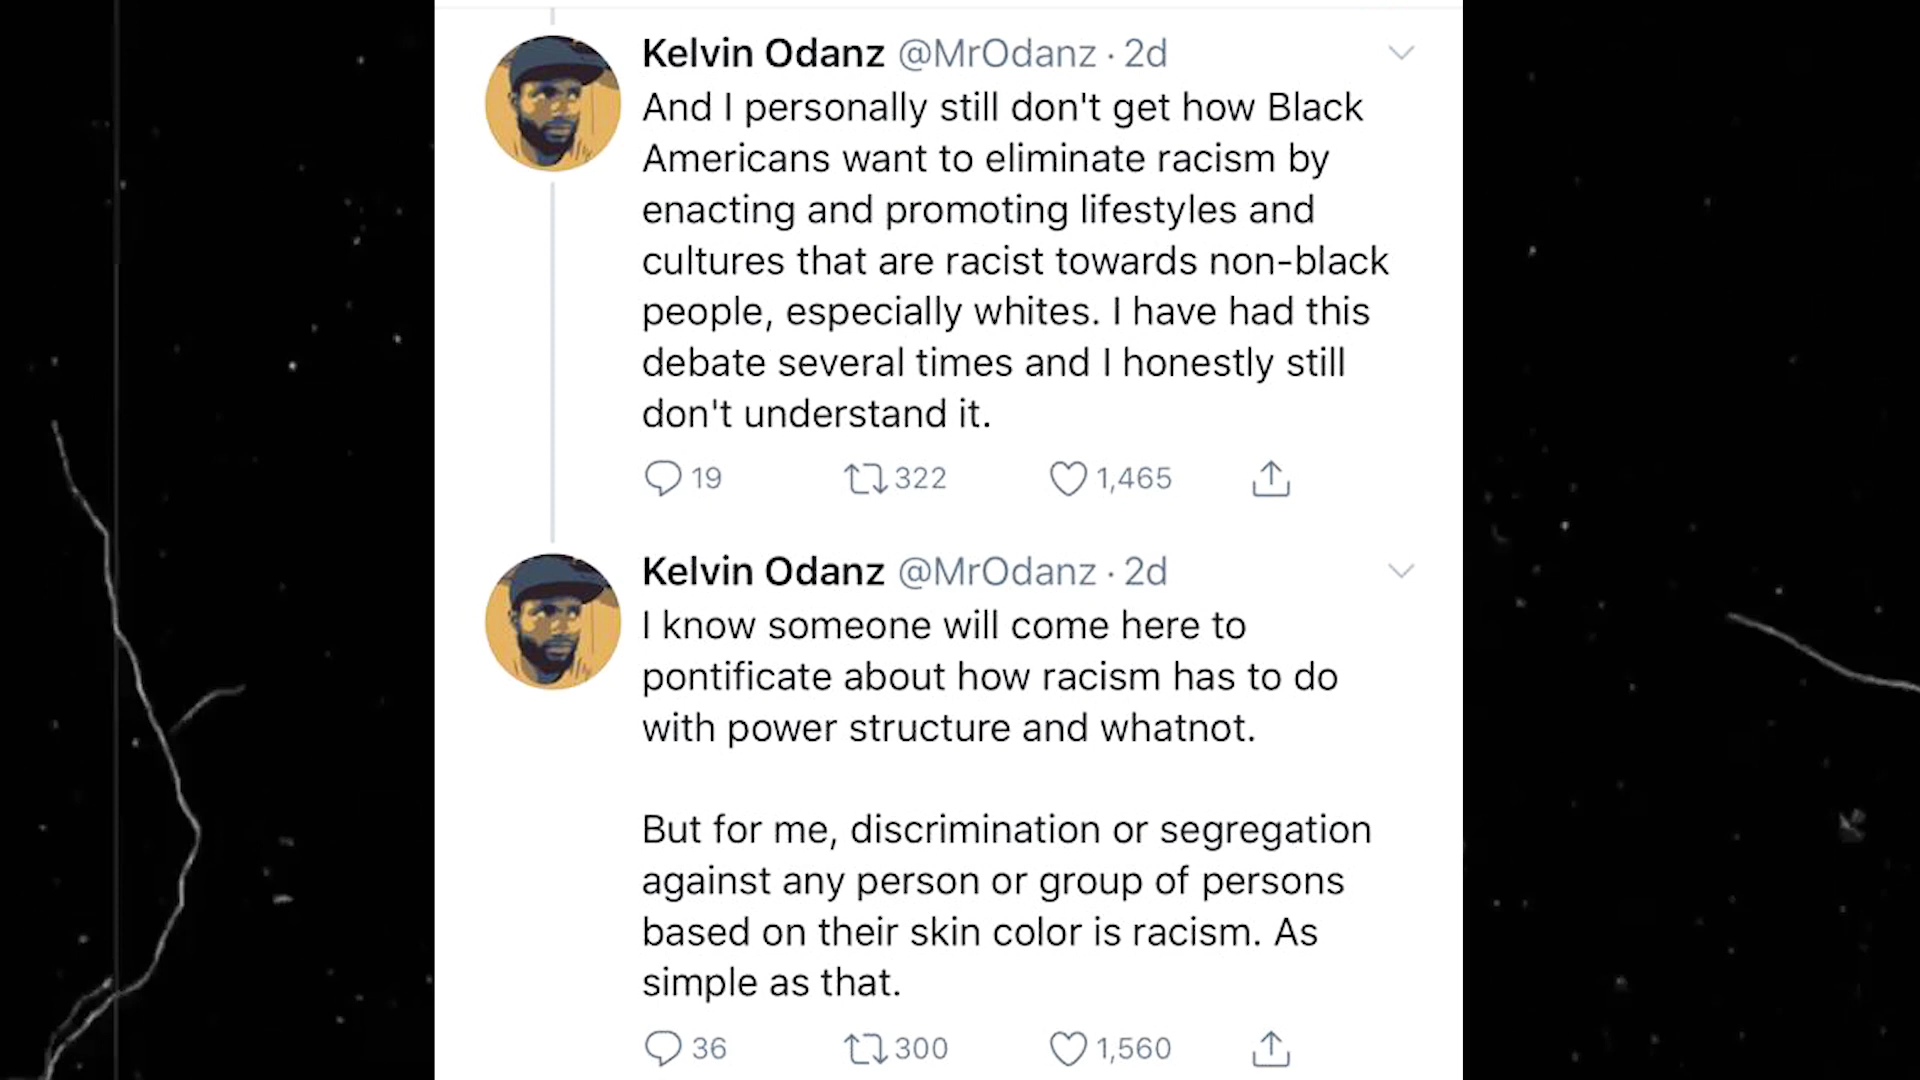 Kelvin Odanz @MrOdanz · 2d
And I personally still don't get how Black
Americans want to eliminate racism by
enacting and promoting lifestyles and
cultures that are racist towards non-black
people, especially whites. I have had this
debate several times and I honestly still
don't understand it.
19 322 1,465
Kelvin Odanz @MrOdanz · 2d
I know someone will come here to
pontificate about how racism has to do
with power structure and whatnot.
But for me, discrimination or segregation
against any person or group of persons
based on their skin color is racism. As
simple as that.
36 300 1,560